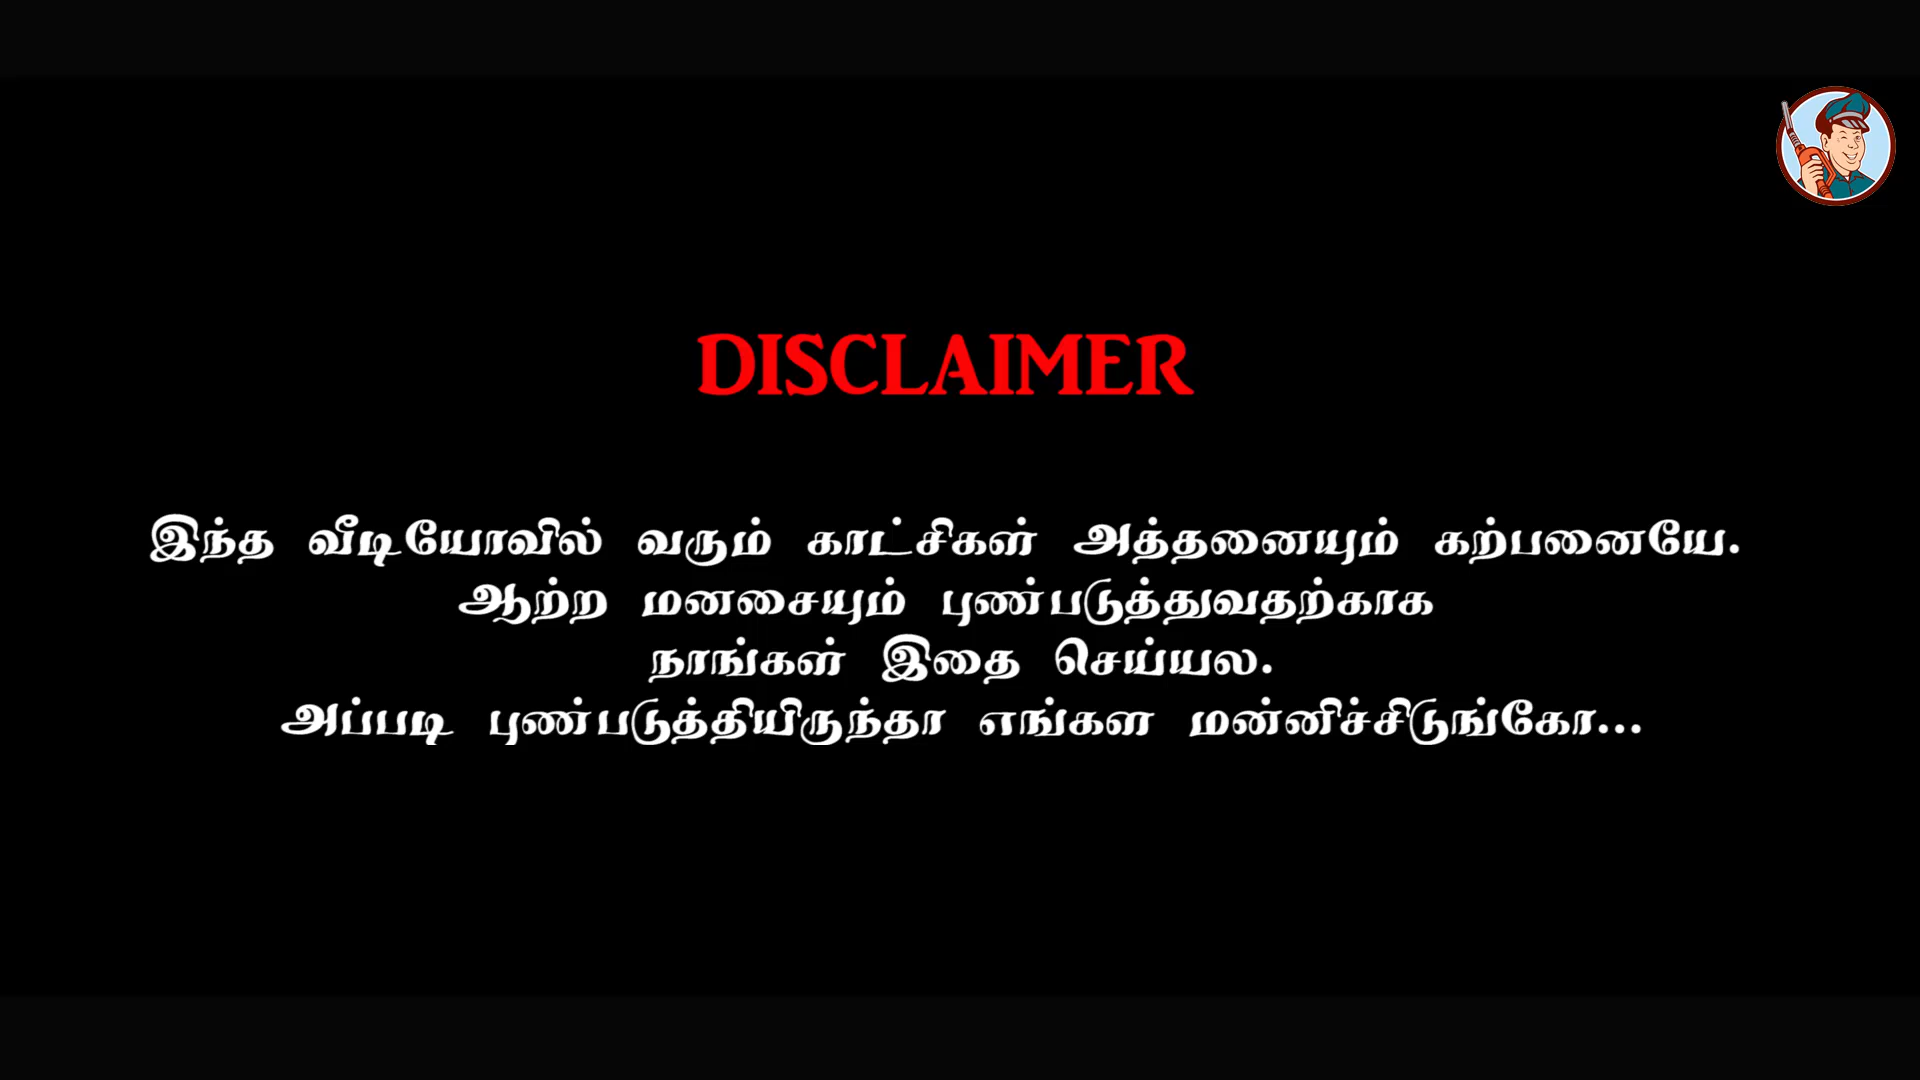 DISCLAIMER
இந்த வீடியோவில் வரும் காட்சிகள் அத்தனையும் கற்பனையே.
ஆற்ற மனசையும் புண்படுத்துவதற்காக
நாங்கள் இதை செய்யல.
அப்படி புண்படுத்தியிருந்தா எங்கள மன்னிச்சிடுங்கோ...